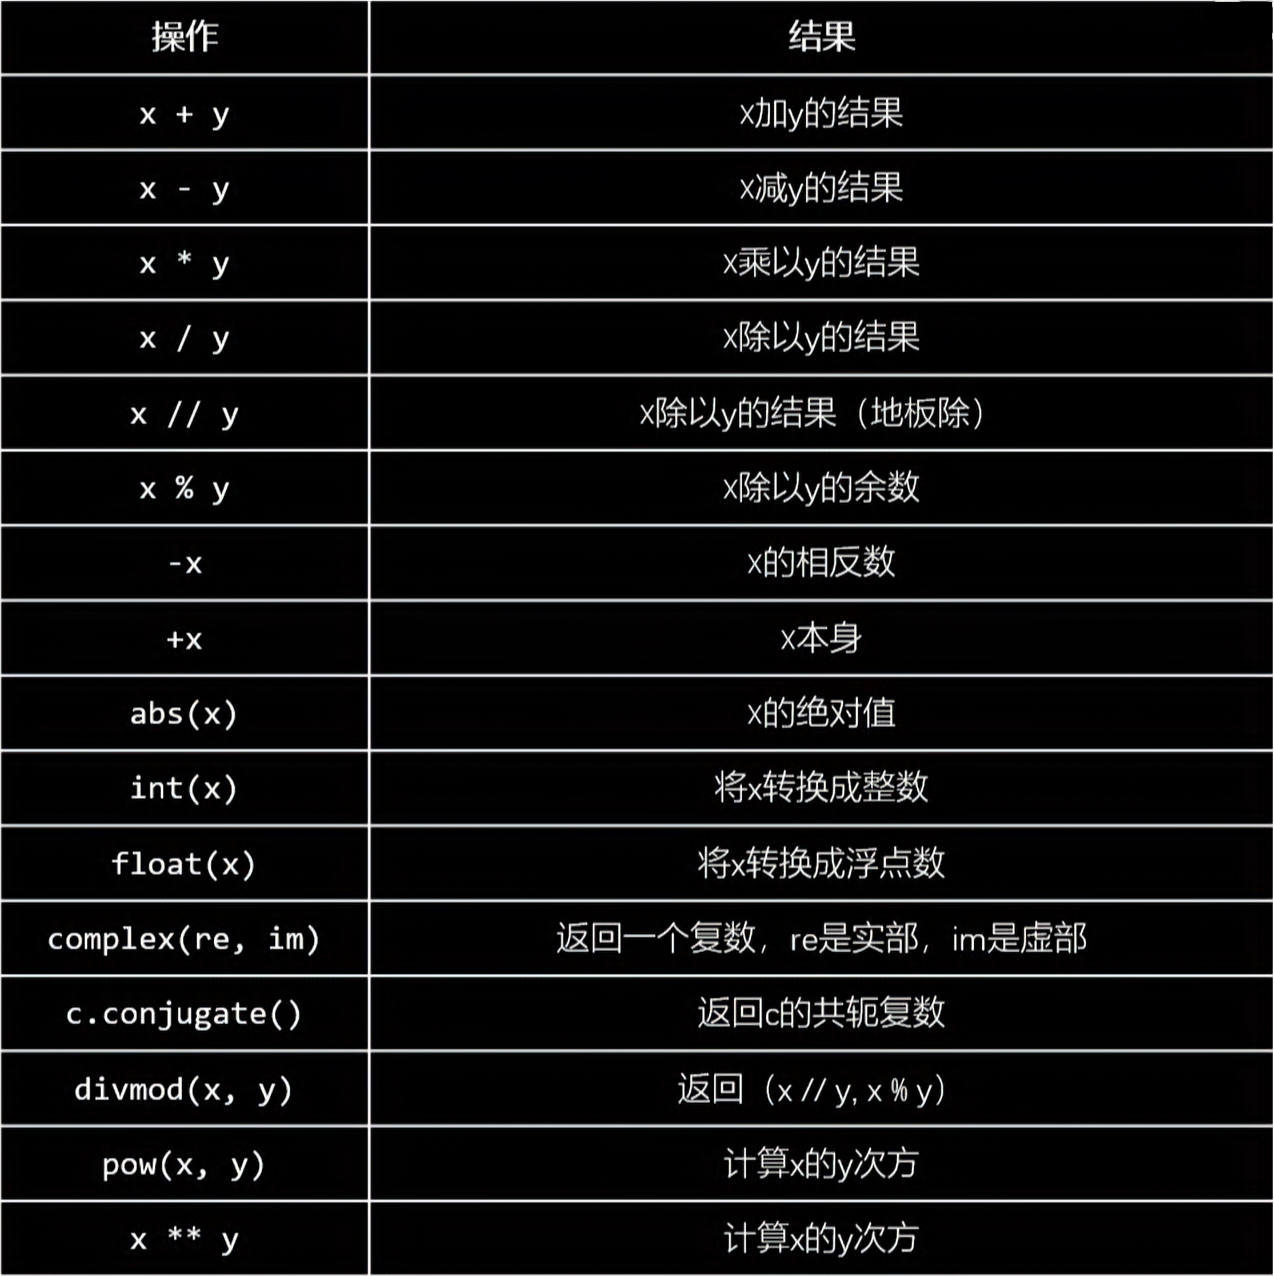 操作 结果
x + y x加y的结果
x - y x减y的结果
x * y x乘以y的结果
x / y x除以y的结果
x // y x除以y的结果（地板除）
x % y x除以y的余数
-x x的相反数
+x x本身
abs(x) x的绝对值
int(x) 将x转换成整数
float(x) 将x转换成浮点数
complex(re, im) 返回一个复数，re是实部，im是虚部
c.conjugate() 返回c的共轭复数
divmod(x, y) 返回（x // y, x % y）
pow(x, y) 计算x的y次方
x ** y 计算x的y次方